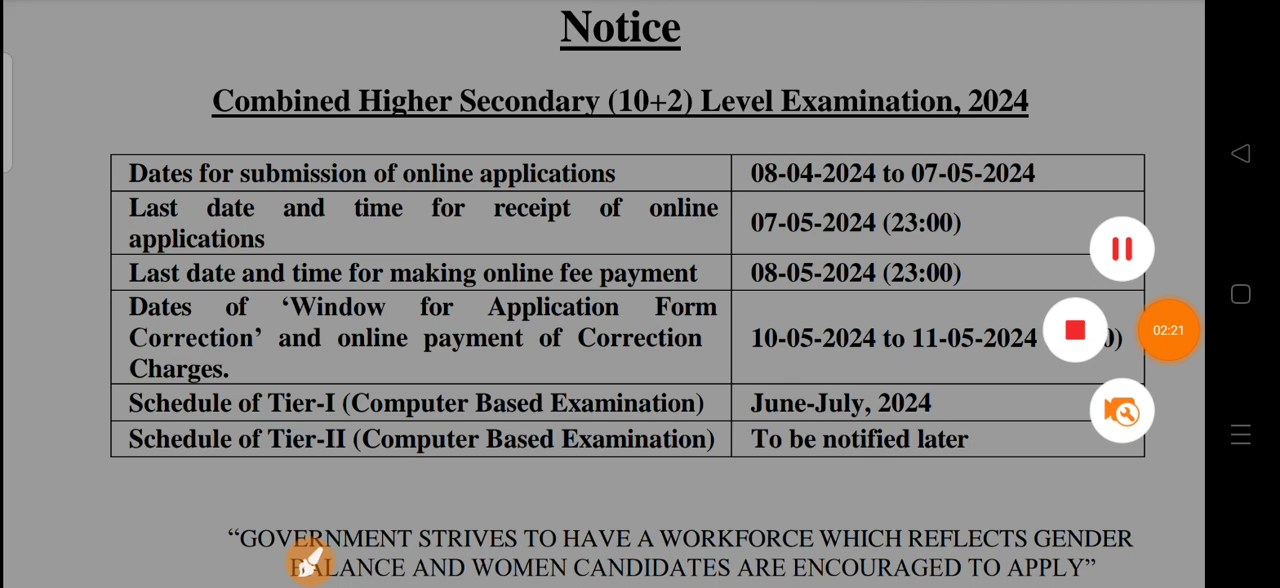 Notice
Combined Higher Secondary (10+2) Level Examination, 2024
Dates for submission of online applications 08-04-2024 to 07-05-2024
Last date and time for receipt of online
applications
07-05-2024 (23:00)
Last date and time for making online fee payment 08-05-2024 (23:00)
Dates of ‘Window for Application Form
Correction’ and online payment of Correction
Charges.
10-05-2024 to 11-05-2024
Schedule of Tier-I (Computer Based Examination) June-July, 2024
Schedule of Tier-II (Computer Based Examination) To be notified later
02:21
“GOVERNMENT STRIVES TO HAVE A WORKFORCE WHICH REFLECTS GENDER
BALANCE AND WOMEN CANDIDATES ARE ENCOURAGED TO APPLY”